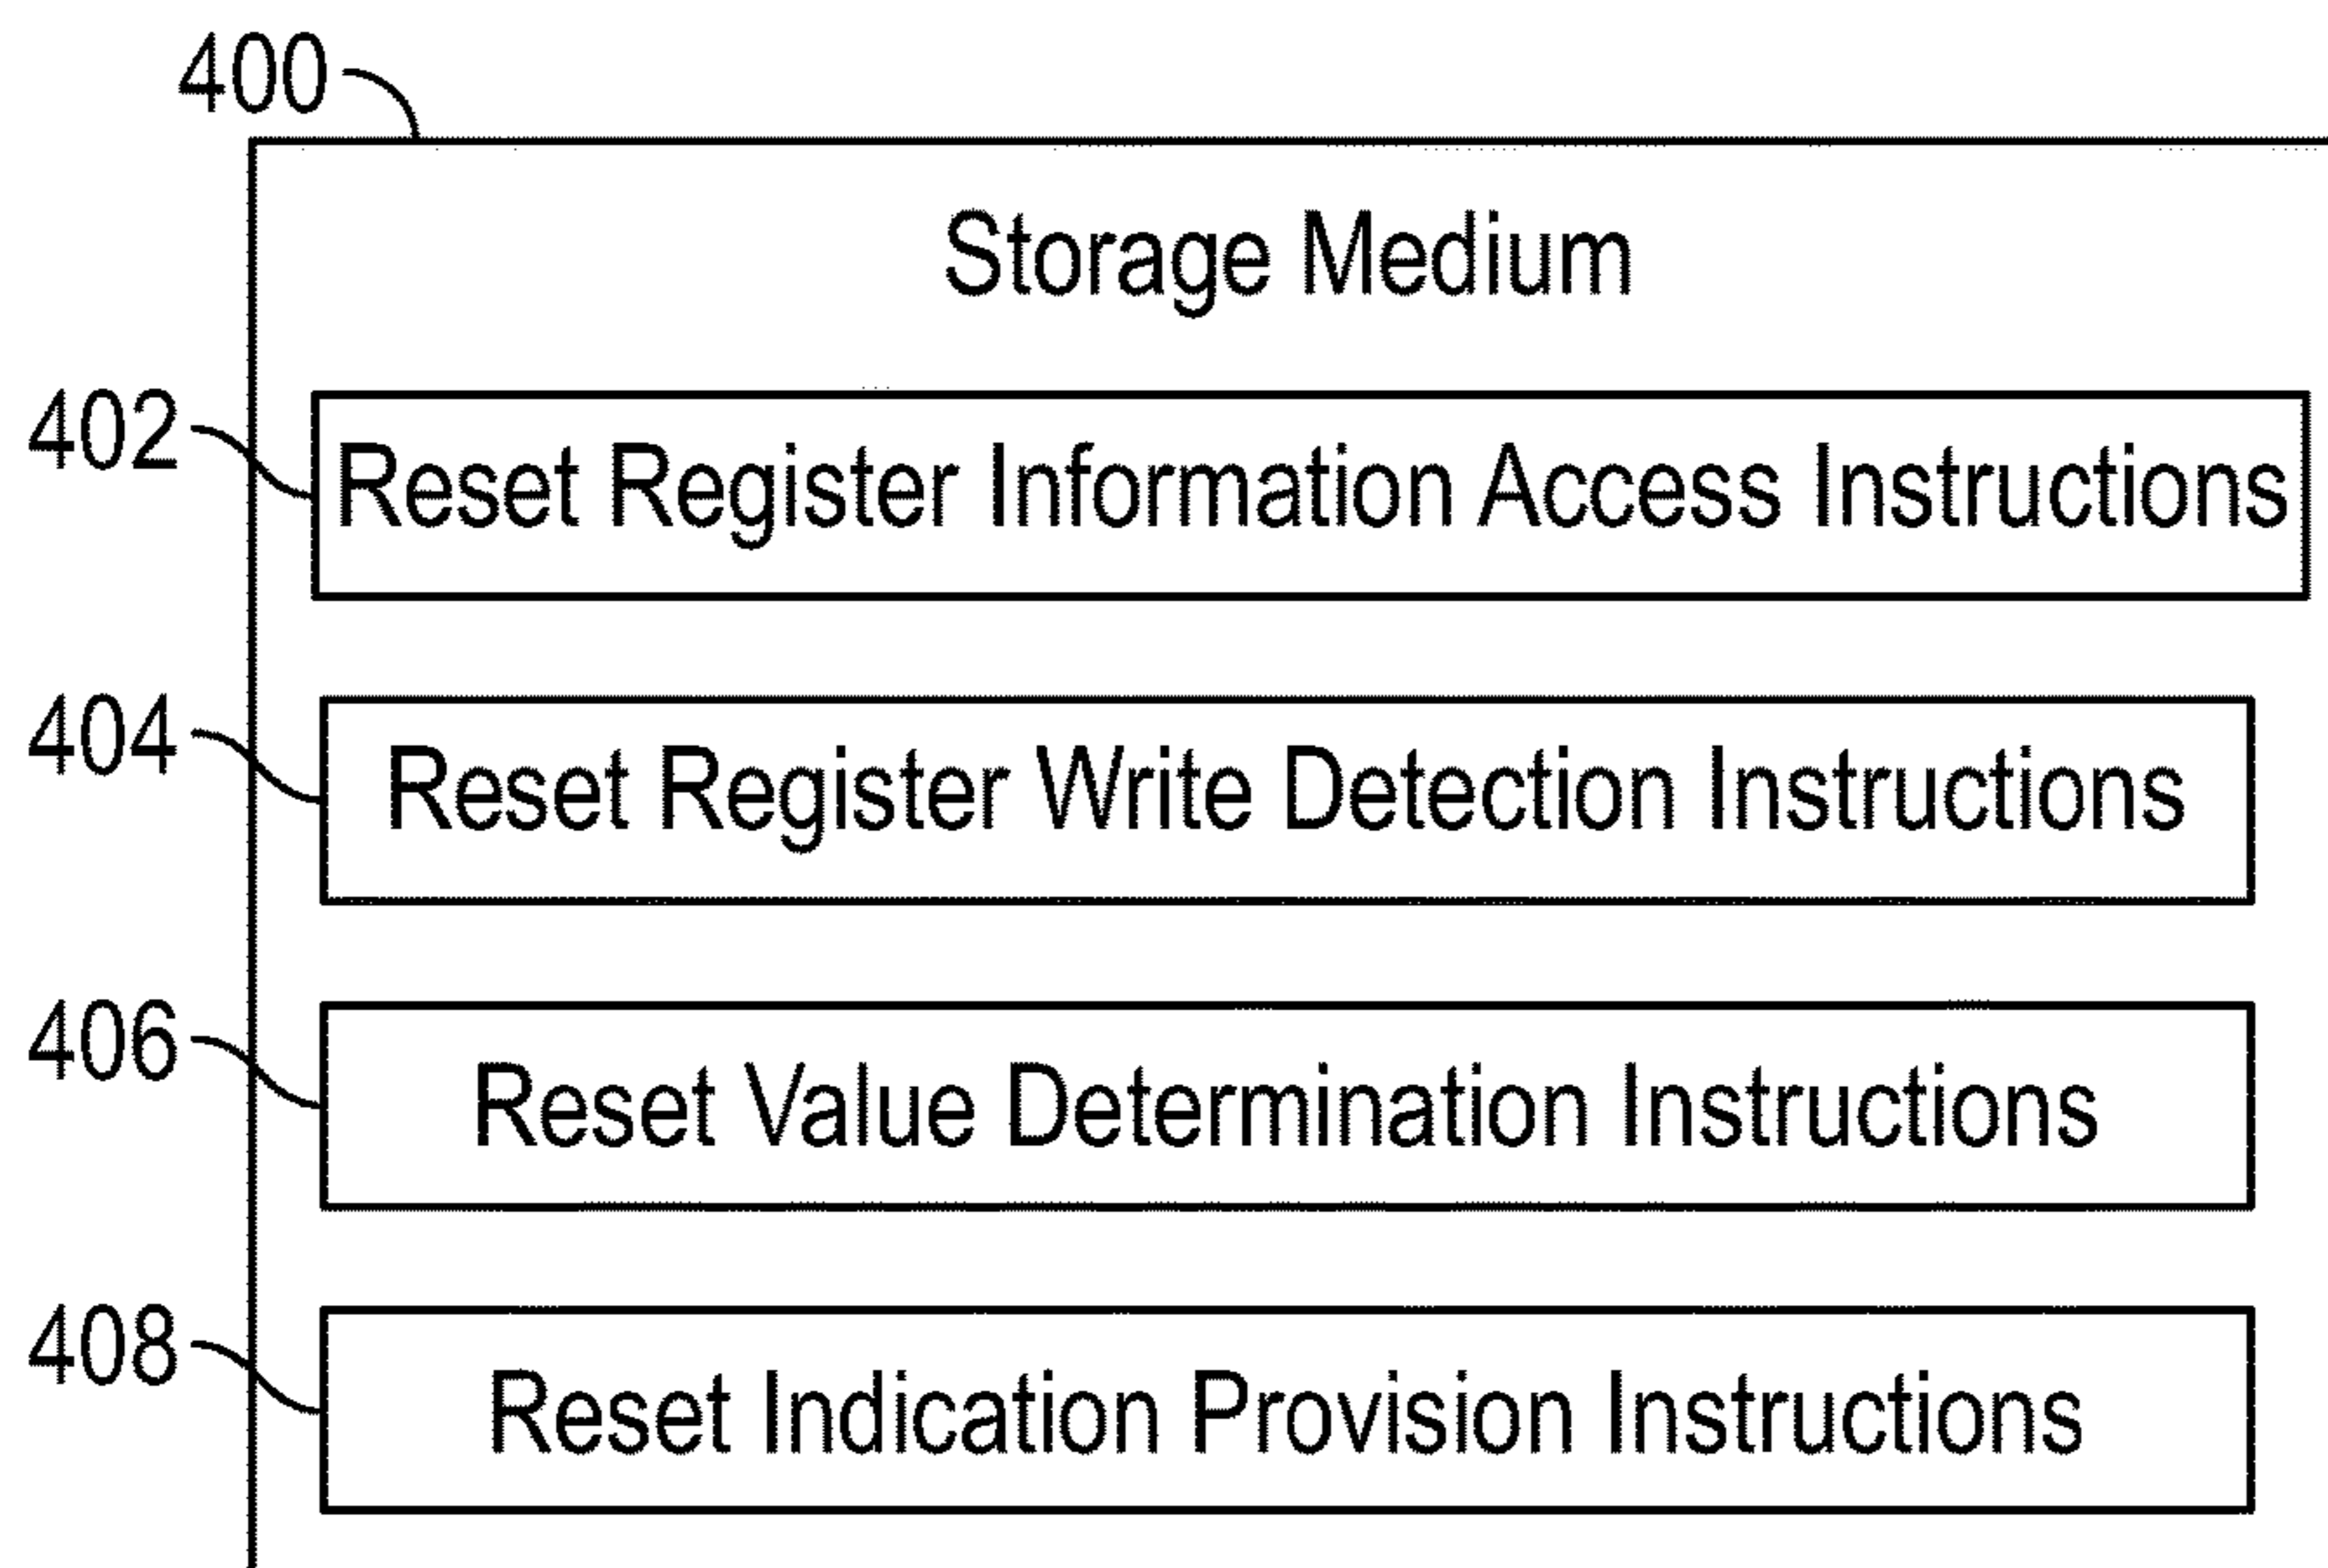 400
Storage Medium
402
Reset Register Information Access Instructions
404
Reset Register Write Detection Instructions
406
Reset Value Determination Instructions
408
Reset Indication Provision Instructions